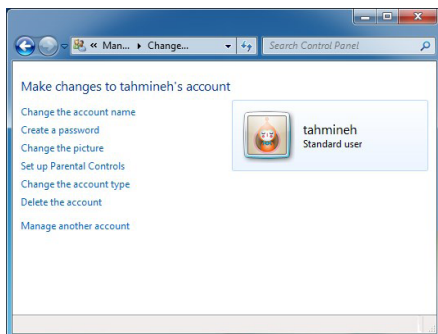 « Man... ▸ Change...
Search Control Panel
Make changes to tahmineh's account
Change the account name
Create a password
Change the picture
Set up Parental Controls
Change the account type
Delete the account
Manage another account
tahmineh
Standard user